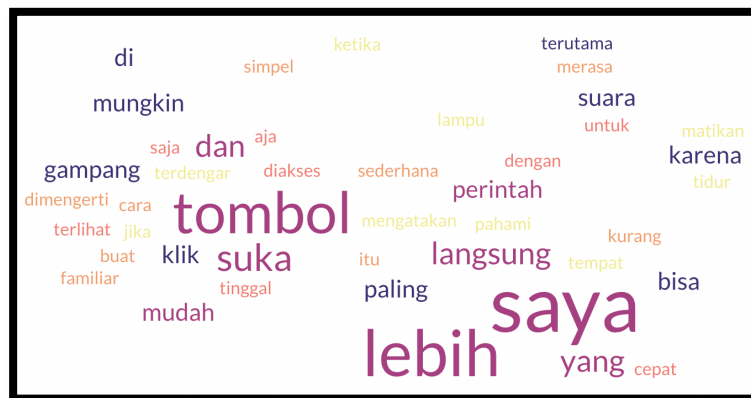 ketika terutama
di simpel merasa
mungkin suara
lampu untuk
saja dan aja matikan
gampang terdengar diakses sederhana dengan karena
dimengerti cara tombol perintah tidur
terlihat jika mengatakan pahami kurang
buat klik suka itu langsung tempat
familiar tinggal paling saya bisa
mudah lebih yang cepat